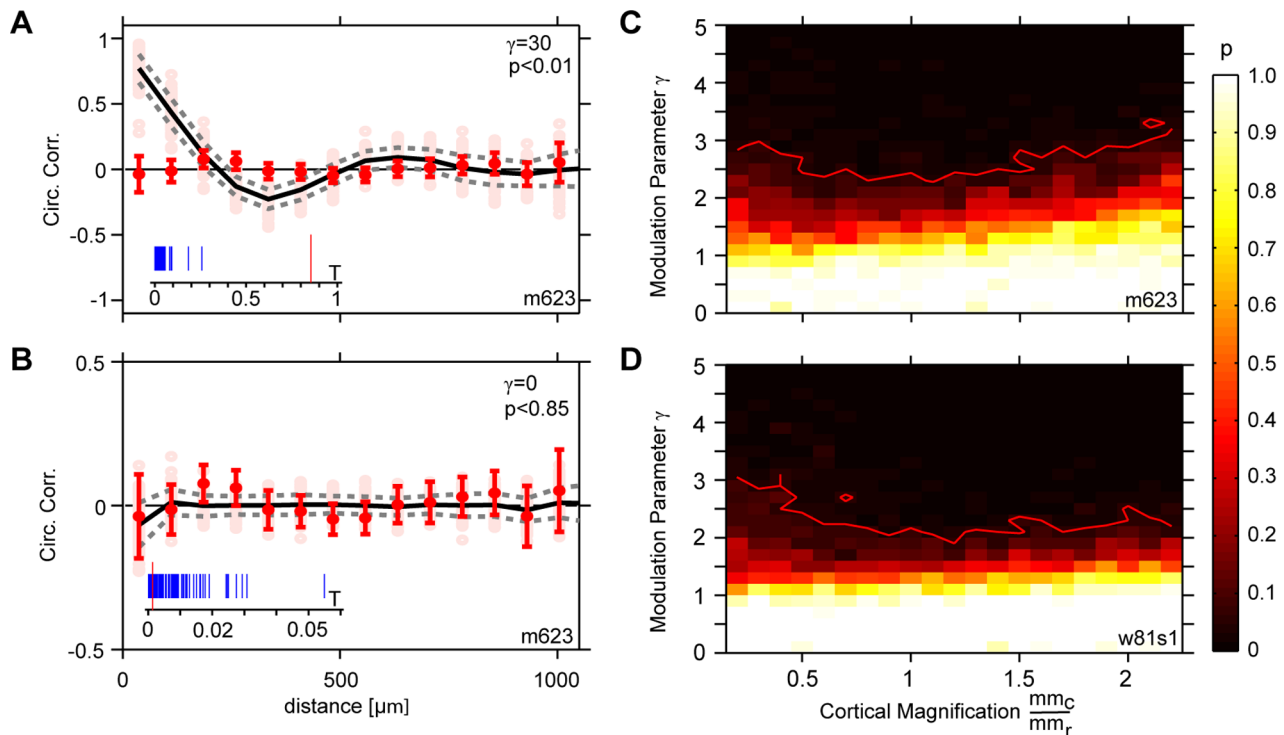 A
1
0.5
0
-0.5
-1
Circ. Corr.
γ=30
p<0.01
0
0.5
1
T
m623
B
0.5
0
-0.5
Circ. Corr.
γ=0
p<0.85
0
0.02
0.05
T
m623
0
500
1000
distance [μm]
C
5
4
3
2
1
0
Modulation Parameter γ
m623
D
5
4
3
2
1
0
Modulation Parameter γ
w81s1
0.5
1
1.5
2
Cortical Magnification mmc
mmr
p
1.0
0.9
0.8
0.7
0.6
0.5
0.4
0.3
0.2
0.1
0